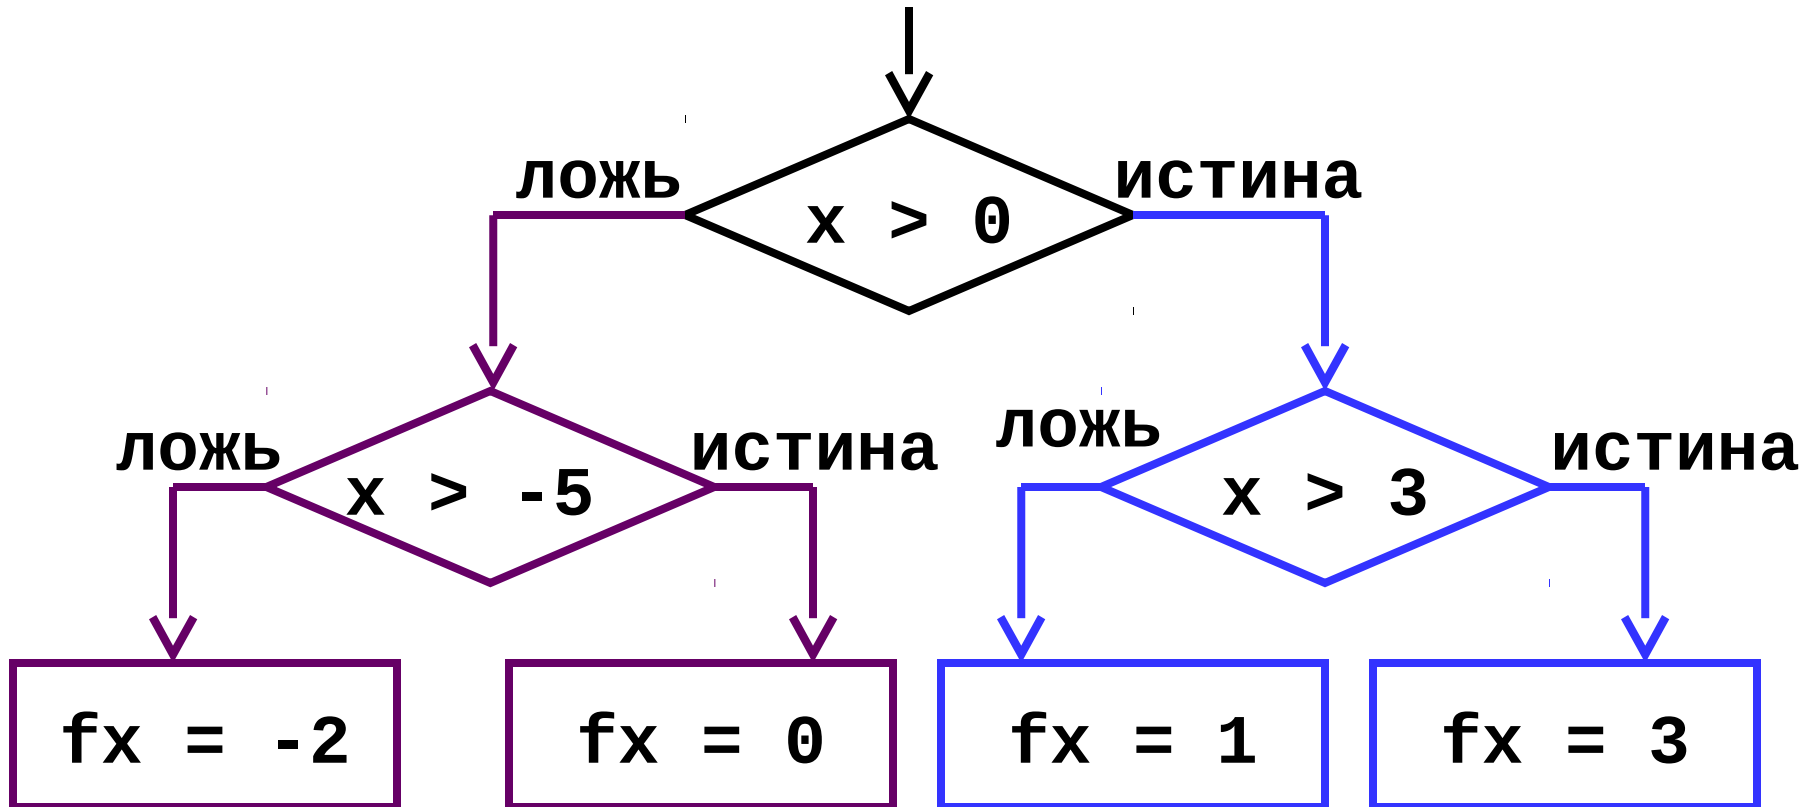 ложь
истина
x > 0
ложь
истина
x > -5
ложь
истина
x > 3
fx = -2
fx = 0
fx = 1
fx = 3